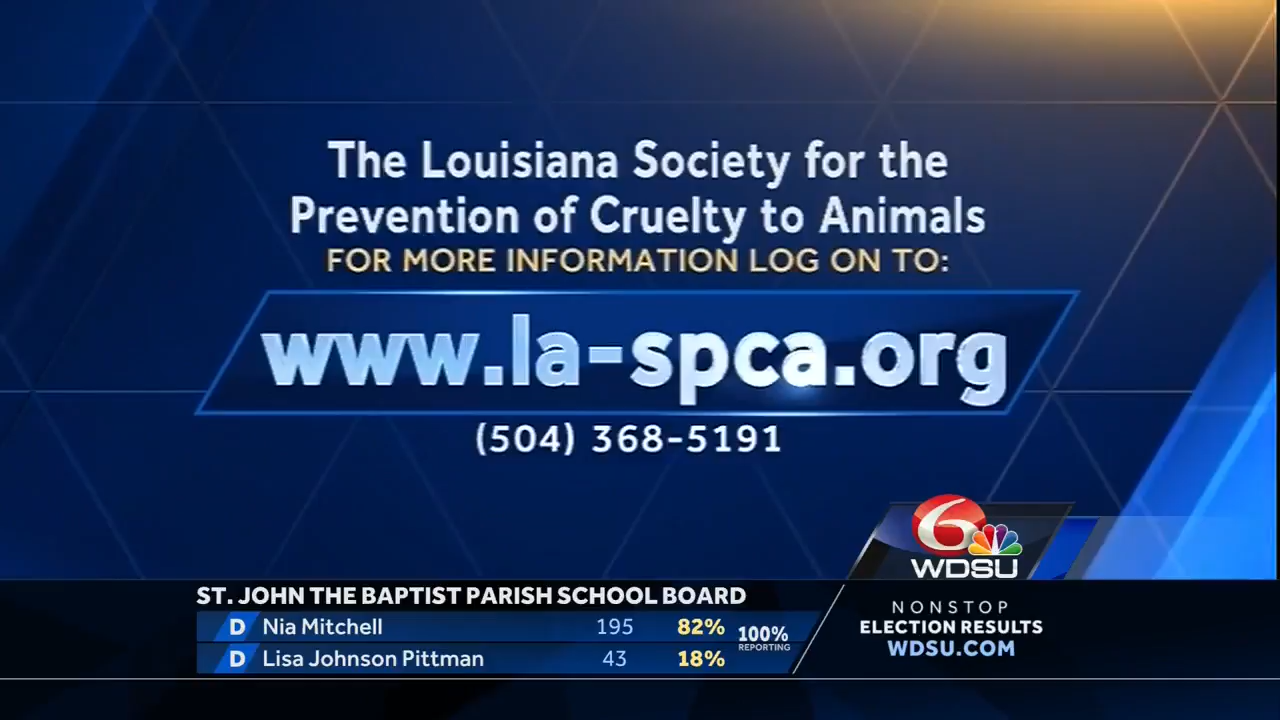 The Louisiana Society for the
Prevention of Cruelty to Animals
FOR MORE INFORMATION LOG ON TO:
www.la-spca.org
(504) 368-5191
6
WDSU
ST. JOHN THE BAPTIST PARISH SCHOOL BOARD
D Nia Mitchell 195 82%
D Lisa Johnson Pittman 43 18%
100%
REPORTING
NONSTOP
ELECTION RESULTS
WDSU.COM